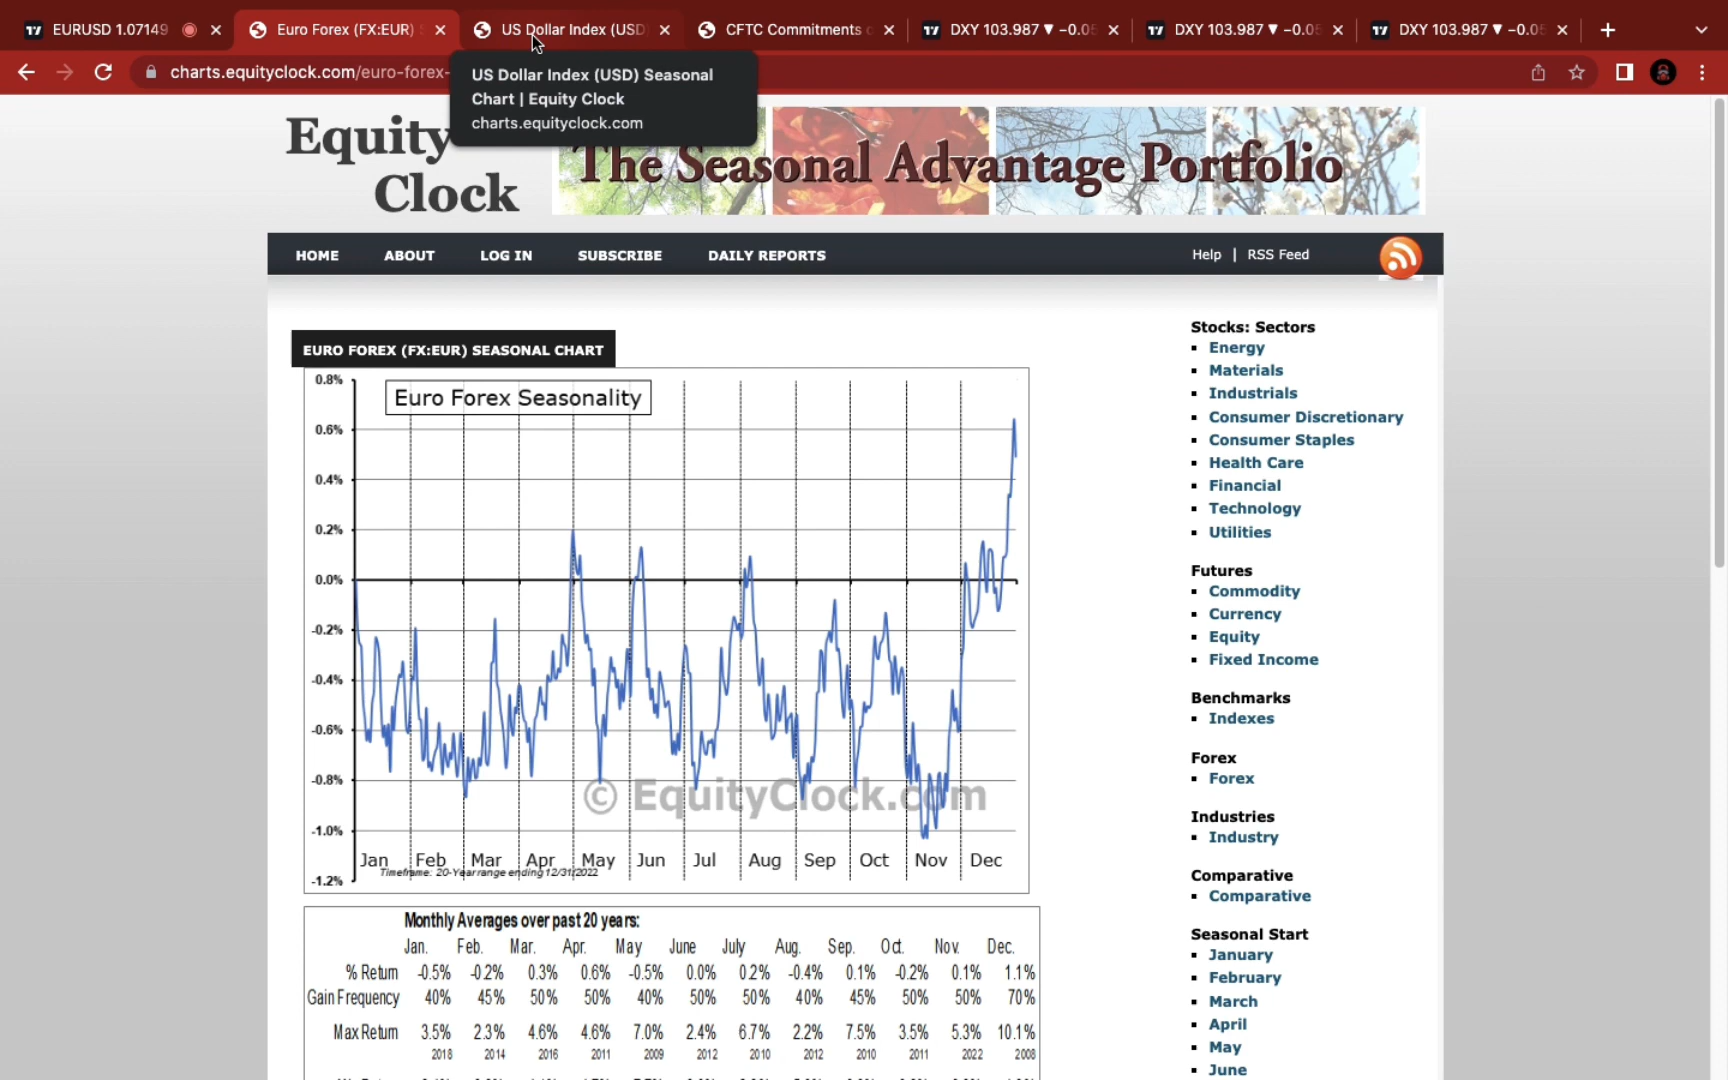 EURUSD 1.07149
Euro Forex (FX:EUR)
US Dollar Index (USD
CFTC Commitments o
DXY 103.987 ▼ −0.05
DXY 103.987 ▼ −0.05
DXY 103.987 ▼ −0.05
charts.equityclock.com/euro-forex-
US Dollar Index (USD) Seasonal
Chart | Equity Clock
charts.equityclock.com
Equity
Clock
The Seasonal Advantage Portfolio
HOME ABOUT LOG IN SUBSCRIBE DAILY REPORTS Help | RSS Feed
EURO FOREX (FX:EUR) SEASONAL CHART
Euro Forex Seasonality
0.8%
0.6%
0.4%
0.2%
0.0%
-0.2%
-0.4%
-0.6%
-0.8%
-1.0%
-1.2%
© EquityClock.com
Jan Feb Mar Apr May Jun Jul Aug Sep Oct Nov Dec
Timeframe: 20-Year range ending 12/31/2022
Monthly Averages over past 20 years:
Jan. Feb. Mar. Apr. May June July Aug. Sep. Oct. Nov. Dec.
% Return -0.5% -0.2% 0.3% 0.6% -0.5% 0.0% 0.2% -0.4% 0.1% -0.2% 0.1% 1.1%
Gain Frequency 40% 45% 50% 50% 40% 50% 50% 40% 45% 50% 50% 70%
Max Return 3.5% 2.3% 4.6% 4.6% 7.0% 2.4% 6.7% 2.2% 7.5% 3.5% 5.3% 10.1%
2018 2014 2016 2011 2009 2012 2010 2012 2010 2011 2022 2008
Stocks: Sectors
Energy
Materials
Industrials
Consumer Discretionary
Consumer Staples
Health Care
Financial
Technology
Utilities
Futures
Commodity
Currency
Equity
Fixed Income
Benchmarks
Indexes
Forex
Forex
Industries
Industry
Comparative
Comparative
Seasonal Start
January
February
March
April
May
June